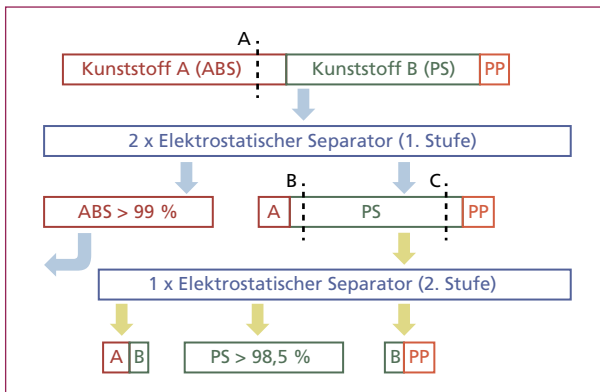 A
Kunststoff A (ABS) Kunststoff B (PS) PP
2 x Elektrostatischer Separator (1. Stufe)
B C
ABS > 99 % A PS PP
1 x Elektrostatischer Separator (2. Stufe)
A B PS > 98,5 % B PP